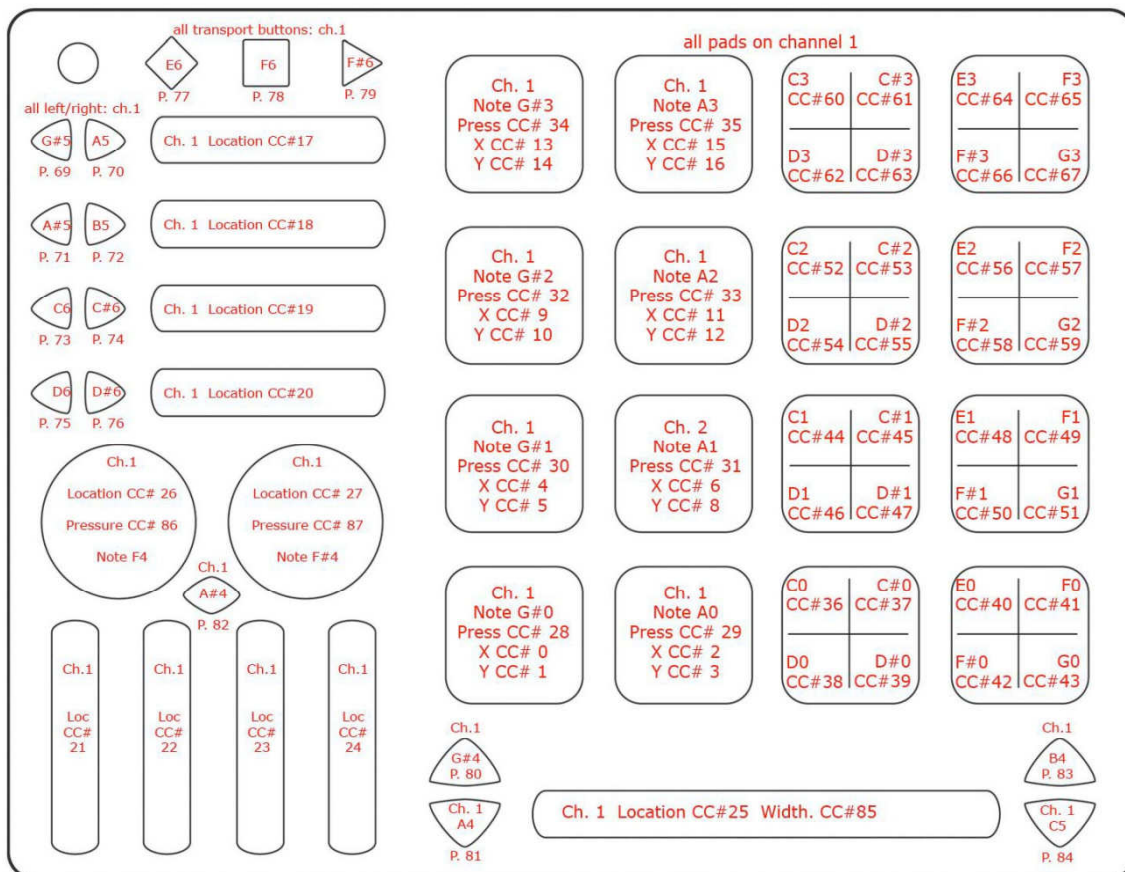 all transport buttons: ch.1
E6
F6
F#6
P. 77
P. 78
P. 79
all left/right: ch.1
G#5
A5
P. 69
P. 70
Ch. 1  Location CC#17
A#5
B5
P. 71
P. 72
Ch. 1  Location CC#18
C6
C#6
P. 73
P. 74
Ch. 1  Location CC#19
D6
D#6
P. 75
P. 76
Ch. 1  Location CC#20
Ch.1
Location CC# 26
Pressure CC# 86
Note F4
Ch.1
Location CC# 27
Pressure CC# 87
Note F#4
Ch.1
A#4
P. 82
Ch.1
Loc
CC#
21
Ch.1
Loc
CC#
22
Ch.1
Loc
CC#
23
Ch.1
Loc
CC#
24
all pads on channel 1
Ch. 1
Note G#3
Press CC# 34
X CC# 13
Y CC# 14
Ch. 1
Note A3
Press CC# 35
X CC# 15
Y CC# 16
C3 C#3
CC#60 CC#61
D3 D#3
CC#62 CC#63
E3 F3
CC#64 CC#65
F#3 G3
CC#66 CC#67
Ch. 1
Note G#2
Press CC# 32
X CC# 9
Y CC# 10
Ch. 1
Note A2
Press CC# 33
X CC# 11
Y CC# 12
C2 C#2
CC#52 CC#53
D2 D#2
CC#54 CC#55
E2 F2
CC#56 CC#57
F#2 G2
CC#58 CC#59
Ch. 1
Note G#1
Press CC# 30
X CC# 4
Y CC# 5
Ch. 2
Note A1
Press CC# 31
X CC# 6
Y CC# 8
C1 C#1
CC#44 CC#45
D1 D#1
CC#46 CC#47
E1 F1
CC#48 CC#49
F#1 G1
CC#50 CC#51
Ch. 1
Note G#0
Press CC# 28
X CC# 0
Y CC# 1
Ch. 1
Note A0
Press CC# 29
X CC# 2
Y CC# 3
C0 C#0
CC#36 CC#37
D0 D#0
CC#38 CC#39
E0 F0
CC#40 CC#41
F#0 G0
CC#42 CC#43
Ch.1
G#4
P. 80
Ch. 1
A4
P. 81
Ch. 1  Location CC#25  Width. CC#85
Ch.1
B4
P. 83
Ch. 1
C5
P. 84